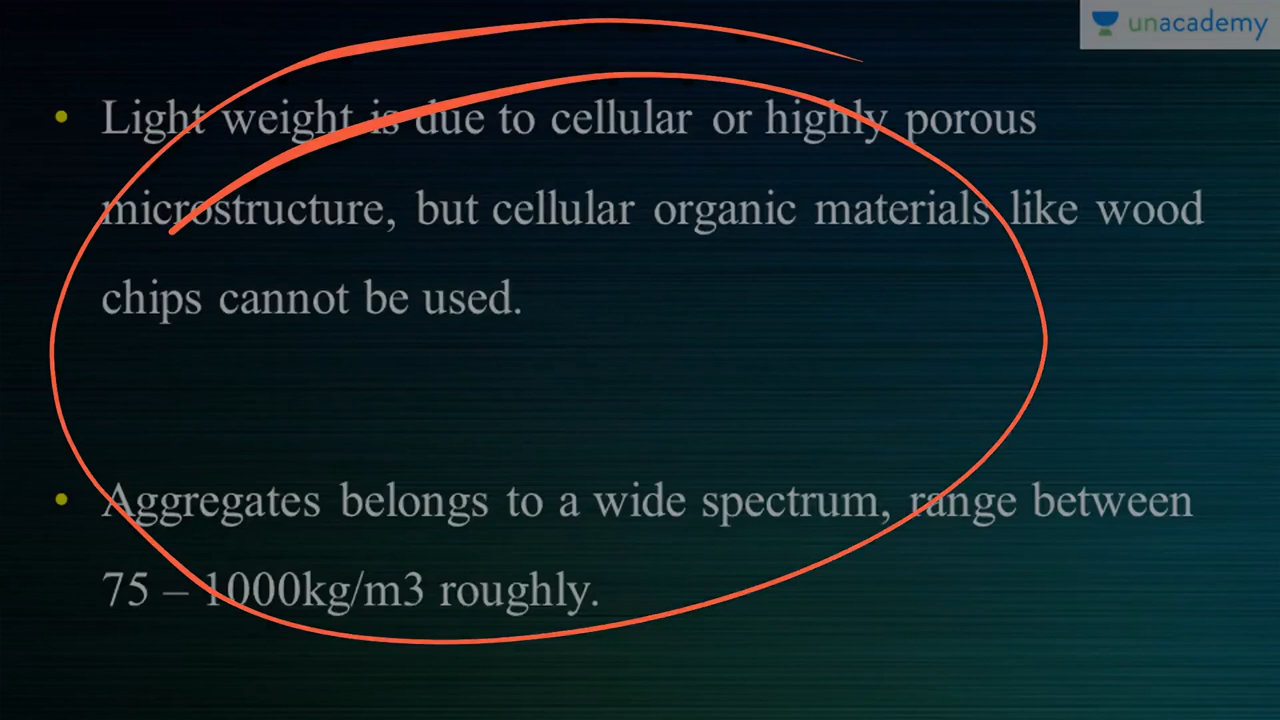 unacademy
Light weight is due to cellular or highly porous
microstructure, but cellular organic materials like wood
chips cannot be used.
Aggregates belongs to a wide spectrum, range between
75 – 1000kg/m3 roughly.